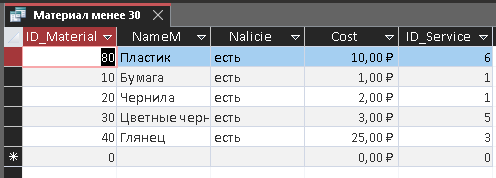 Материал менее 30
ID_Material NameM Nalicie Cost ID_Service
80 Пластик есть 10,00 ₽ 6
10 Бумага есть 1,00 ₽ 1
20 Чернила есть 2,00 ₽ 1
30 Цветные черн есть 3,00 ₽ 5
40 Глянец есть 25,00 ₽ 3
0 0,00 ₽ 0